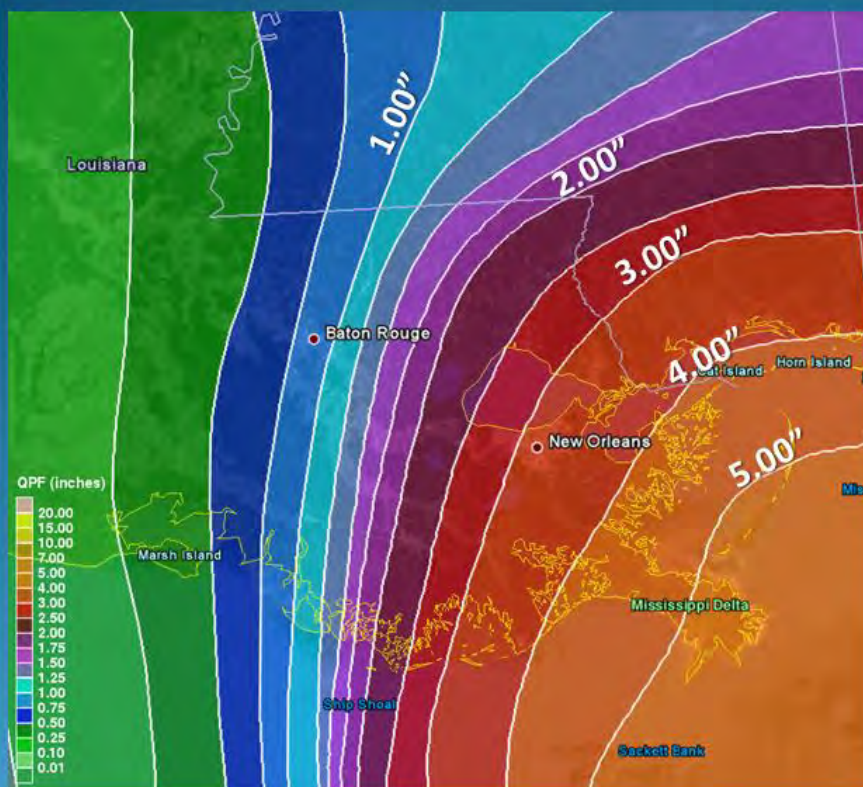 1.00”
Louisiana
2.00”
3.00”
Baton Rouge
4.00”
Cat Island
Horn Island
New Orleans
5.00”
Mis
QPF (inches)
20.00
15.00
10.00
7.00
5.00
4.00
3.00
2.50
2.00
1.75
1.50
1.25
1.00
0.75
0.50
0.25
0.10
0.01
Marsh Island
Mississippi Delta
Ship Shoal
Sackett Bank